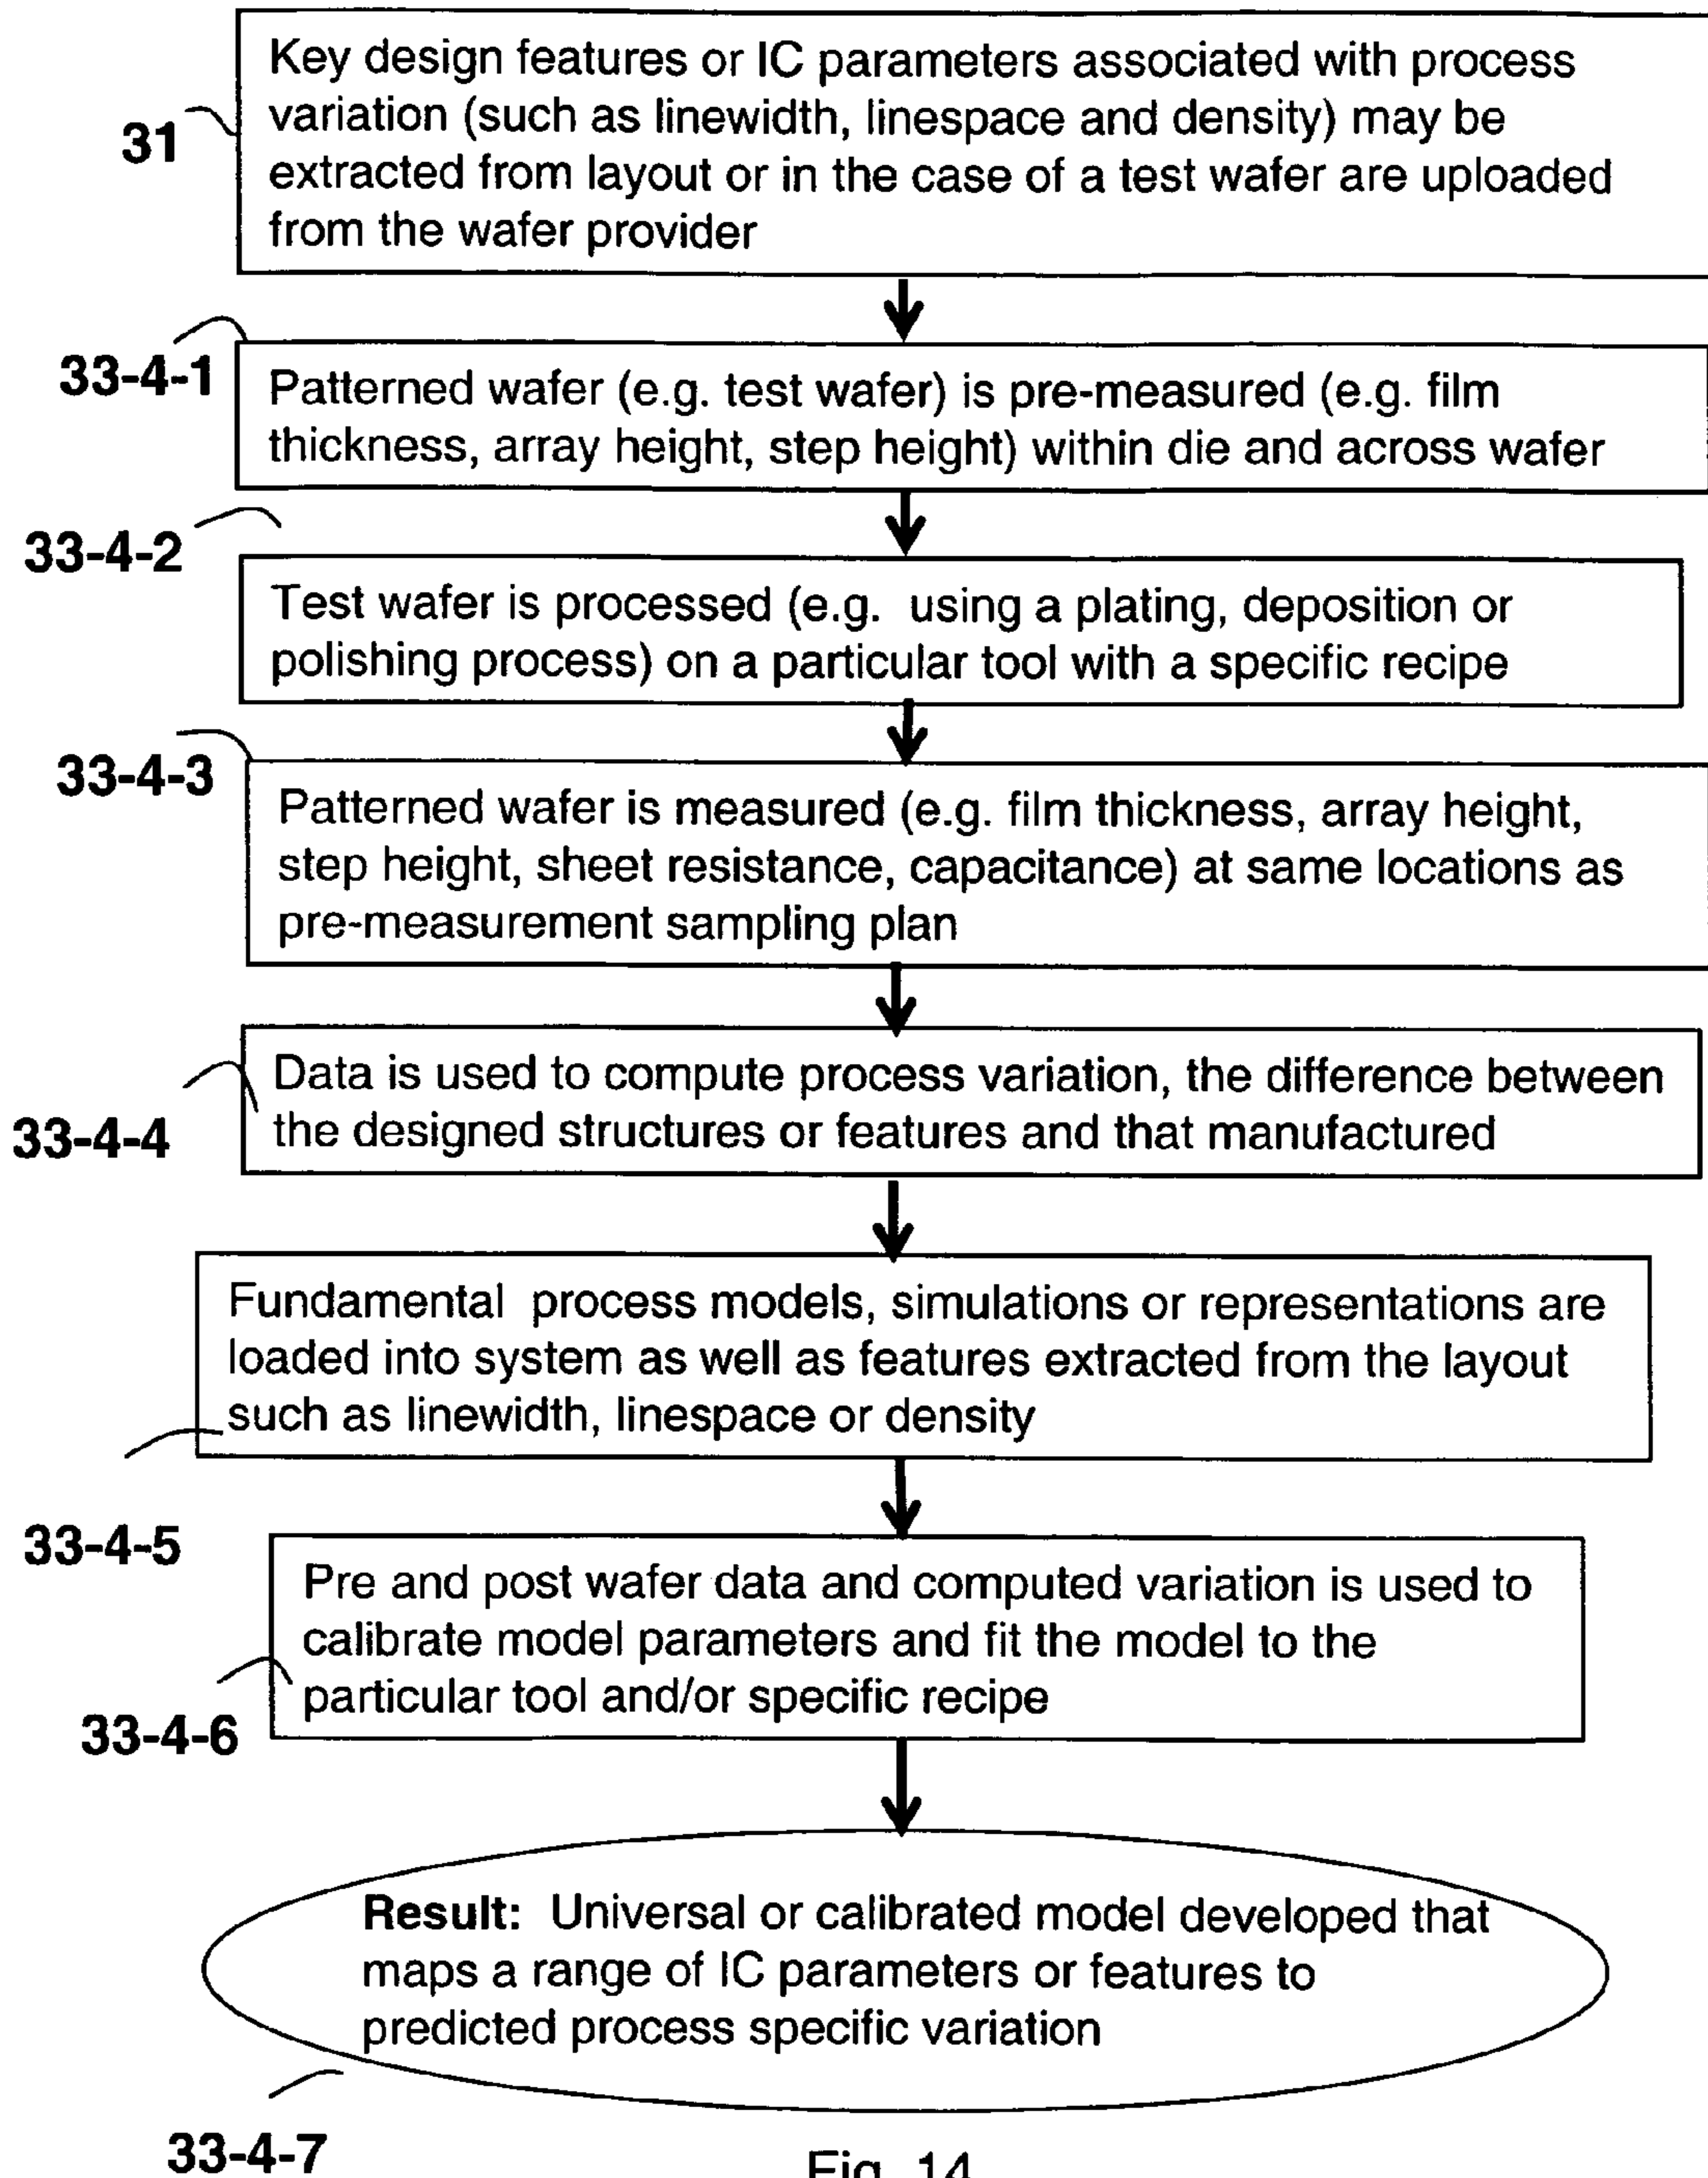 Key design features or IC parameters associated with process
variation (such as linewidth, linespace and density) may be
extracted from layout or in the case of a test wafer are uploaded
from the wafer provider
31
33-4-1
Patterned wafer (e.g. test wafer) is pre-measured (e.g. film
thickness, array height, step height) within die and across wafer
33-4-2
Test wafer is processed (e.g. using a plating, deposition or
polishing process) on a particular tool with a specific recipe
33-4-3
Patterned wafer is measured (e.g. film thickness, array height,
step height, sheet resistance, capacitance) at same locations as
pre-measurement sampling plan
Data is used to compute process variation, the difference between
the designed structures or features and that manufactured
33-4-4
Fundamental process models, simulations or representations are
loaded into system as well as features extracted from the layout
such as linewidth, linespace or density
33-4-5
Pre and post wafer data and computed variation is used to
calibrate model parameters and fit the model to the
particular tool and/or specific recipe
33-4-6
Result: Universal or calibrated model developed that
maps a range of IC parameters or features to
predicted process specific variation
33-4-7
Fig. 14